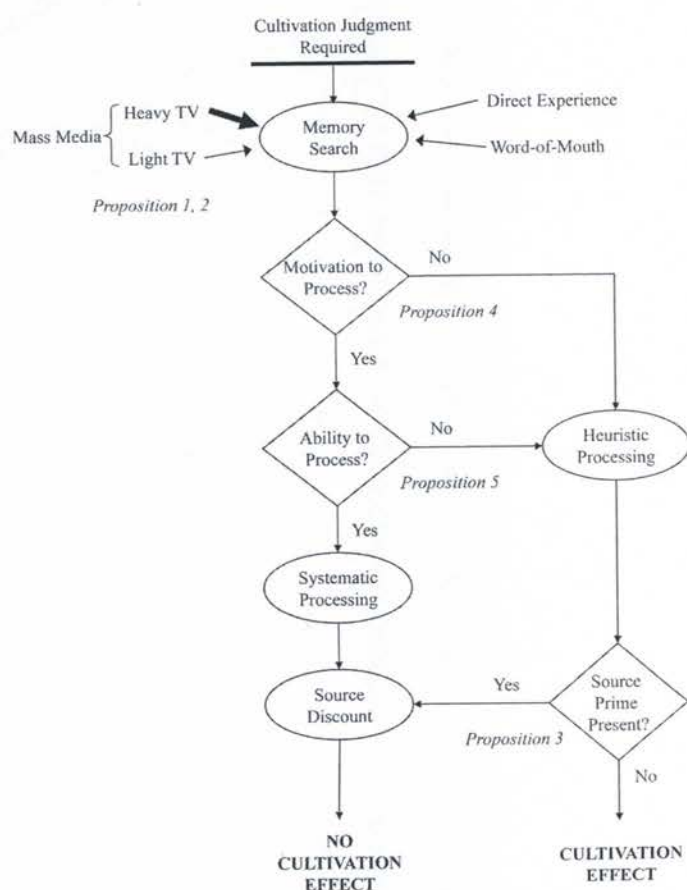 Cultivation Judgment
Required
Heavy TV
Mass Media
Light TV
Memory
Search
Direct Experience
Word-of-Mouth
Proposition 1, 2
Motivation to
Process?
No
Proposition 4
Yes
Ability to
Process?
No
Proposition 5
Heuristic
Processing
Yes
Systematic
Processing
Source
Discount
Yes
Source
Prime
Present?
Proposition 3
No
NO
CULTIVATION
EFFECT
CULTIVATION
EFFECT